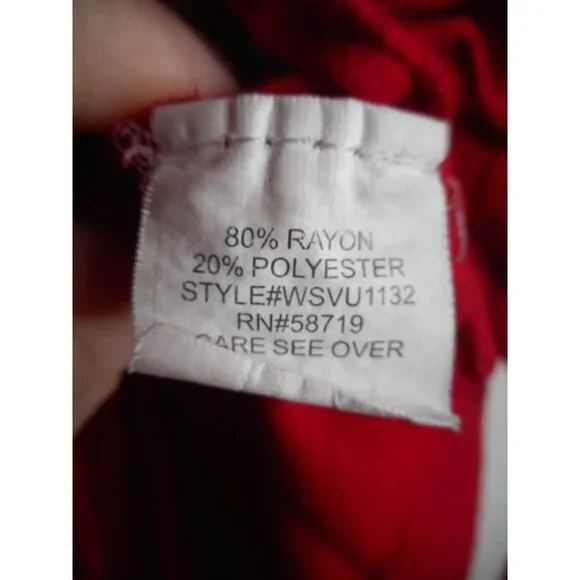 80% RAYON
20% POLYESTER
STYLE#WSVU1132
RN#58719
CARE SEE OVER